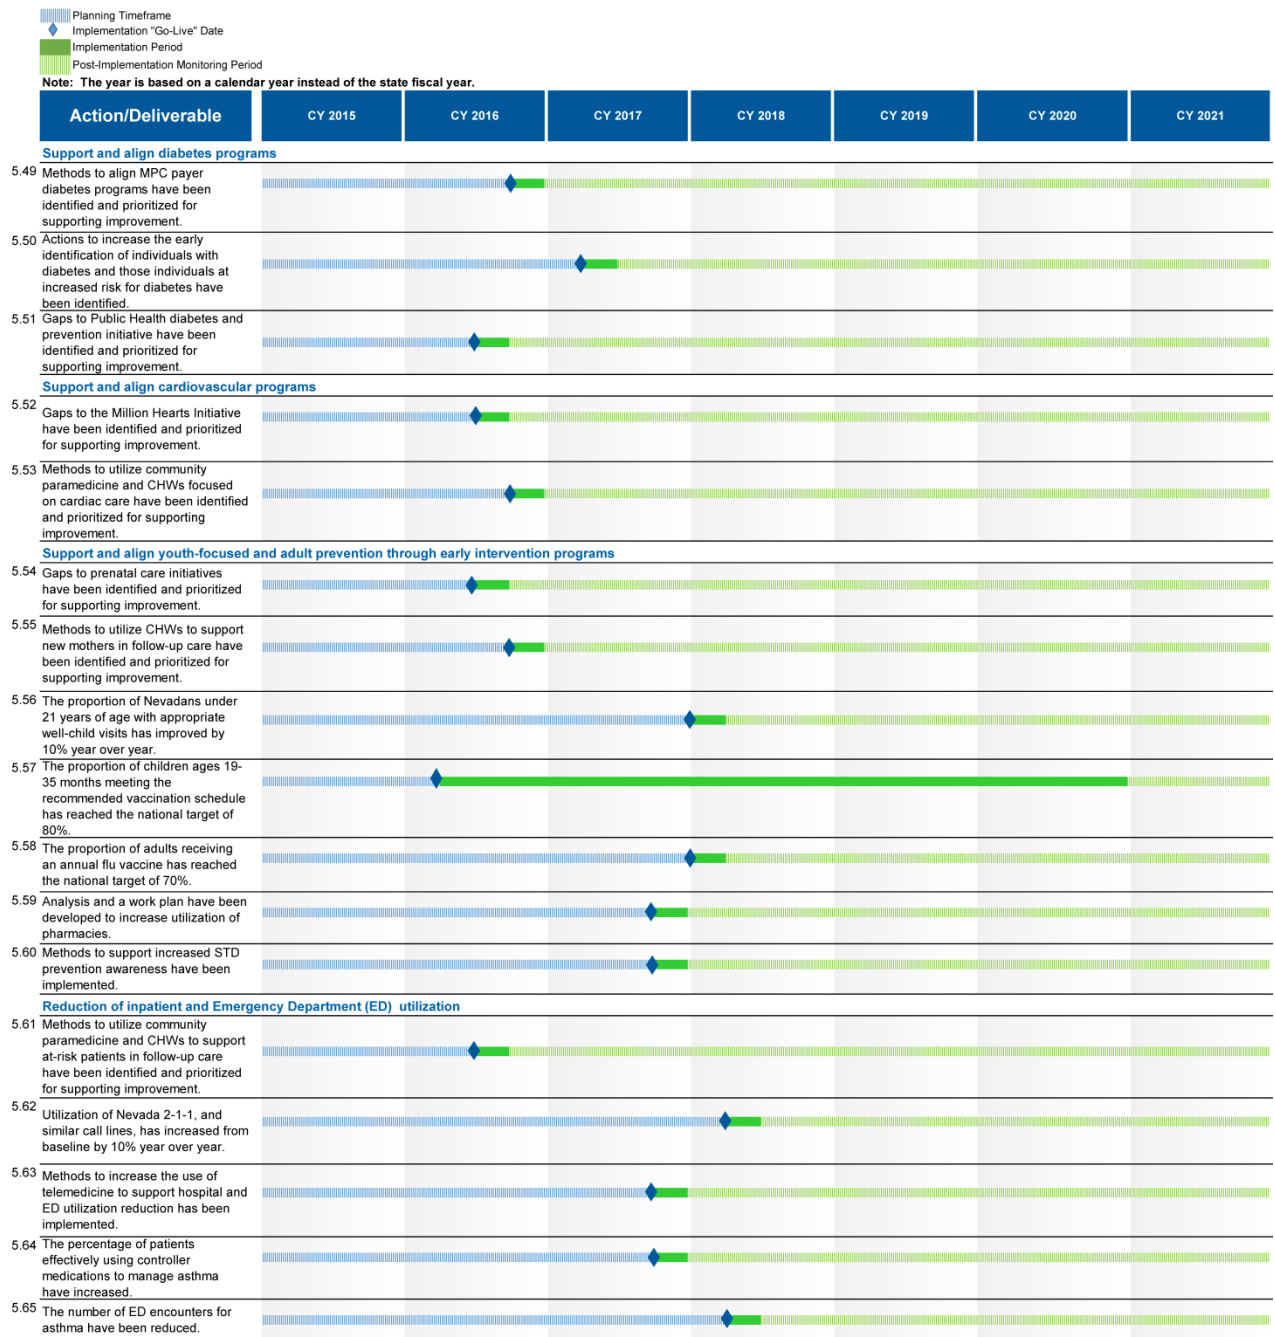 Planning Timeframe
Implementation "Go-Live" Date
Implementation Period
Post-Implementation Monitoring Period
Note: The year is based on a calendar year instead of the state fiscal year.
Action/Deliverable CY 2015 CY 2016 CY 2017 CY 2018 CY 2019 CY 2020 CY 2021
Support and align diabetes programs
5.49 Methods to align MPC payer
diabetes programs have been
identified and prioritized for
supporting improvement.
5.50 Actions to increase the early
identification of individuals with
diabetes and those individuals at
increased risk for diabetes have
been identified.
5.51 Gaps to Public Health diabetes and
prevention initiative have been
identified and prioritized for
supporting improvement.
Support and align cardiovascular programs
5.52
Gaps to the Million Hearts Initiative
have been identified and prioritized
for supporting improvement.
5.53 Methods to utilize community
paramedicine and CHWs focused
on cardiac care have been identified
and prioritized for supporting
improvement.
Support and align youth-focused and adult prevention through early intervention programs
5.54 Gaps to prenatal care initiatives
have been identified and prioritized
for supporting improvement.
5.55 Methods to utilize CHWs to support
new mothers in follow-up care have
been identified and prioritized for
supporting improvement.
5.56 The proportion of Nevadans under
21 years of age with appropriate
well-child visits has improved by
10% year over year.
5.57 The proportion of children ages 19-
35 months meeting the
recommended vaccination schedule
has reached the national target of
80%.
5.58 The proportion of adults receiving
an annual flu vaccine has reached
the national target of 70%.
5.59 Analysis and a work plan have been
developed to increase utilization of
pharmacies.
5.60 Methods to support increased STD
prevention awareness have been
implemented.
Reduction of inpatient and Emergency Department (ED) utilization
5.61 Methods to utilize community
paramedicine and CHWs to support
at-risk patients in follow-up care
have been identified and prioritized
for supporting improvement.
5.62
Utilization of Nevada 2-1-1, and
similar call lines, has increased from
baseline by 10% year over year.
5.63 Methods to increase the use of
telemedicine to support hospital and
ED utilization reduction has been
implemented.
5.64 The percentage of patients
effectively using controller
medications to manage asthma
have increased.
5.65 The number of ED encounters for
asthma have been reduced.